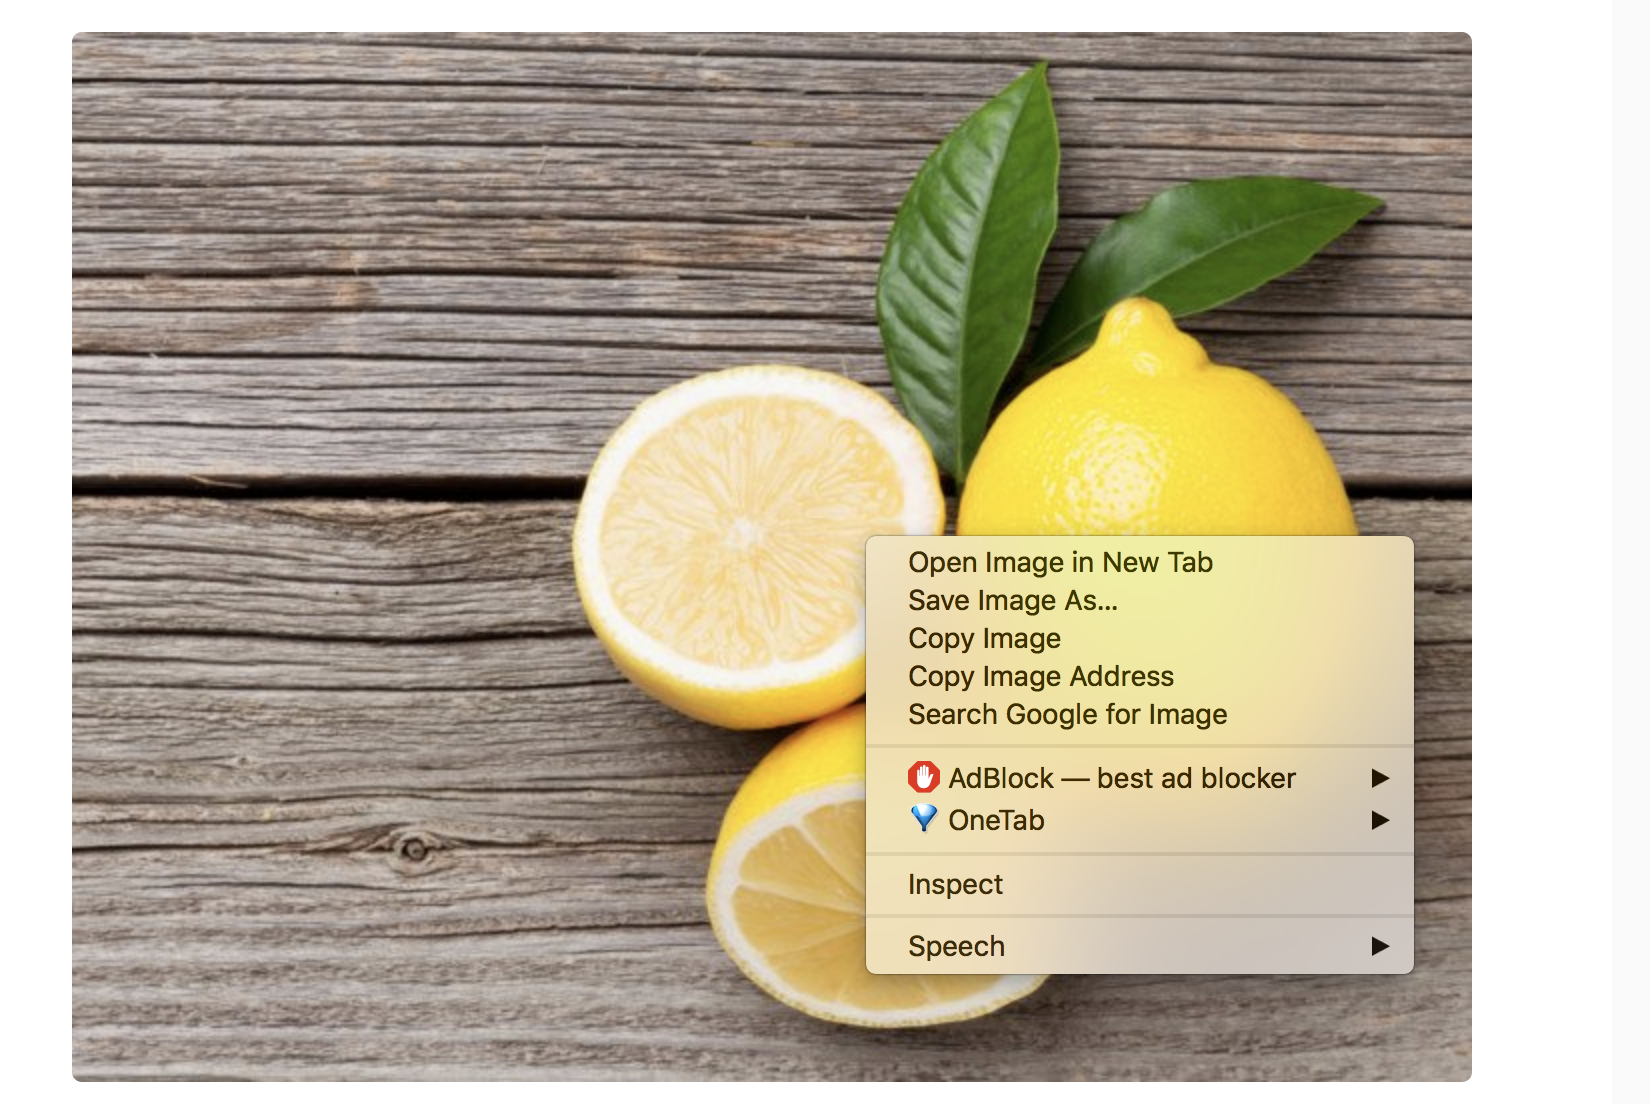 Open Image in New Tab
Save Image As...
Copy Image
Copy Image Address
Search Google for Image
AdBlock — best ad blocker
OneTab
Inspect
Speech